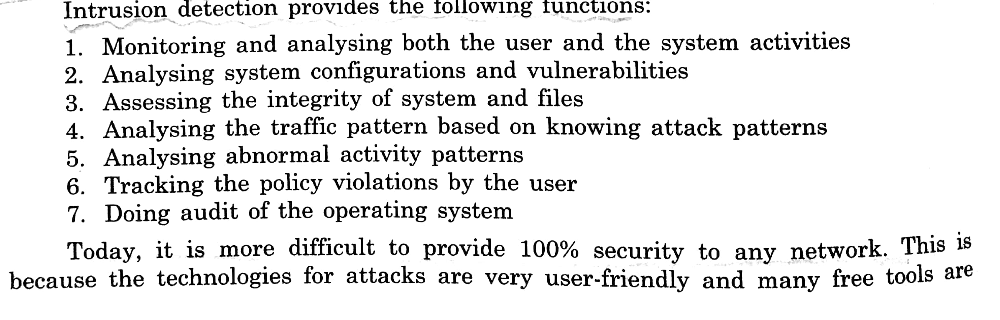 Intrusion detection provides the following functions:
1. Monitoring and analysing both the user and the system activities
2. Analysing system configurations and vulnerabilities
3. Assessing the integrity of system and files
4. Analysing the traffic pattern based on knowing attack patterns
5. Analysing abnormal activity patterns
6. Tracking the policy violations by the user
7. Doing audit of the operating system
Today, it is more difficult to provide 100% security to any network. This is
because the technologies for attacks are very user-friendly and many free tools are